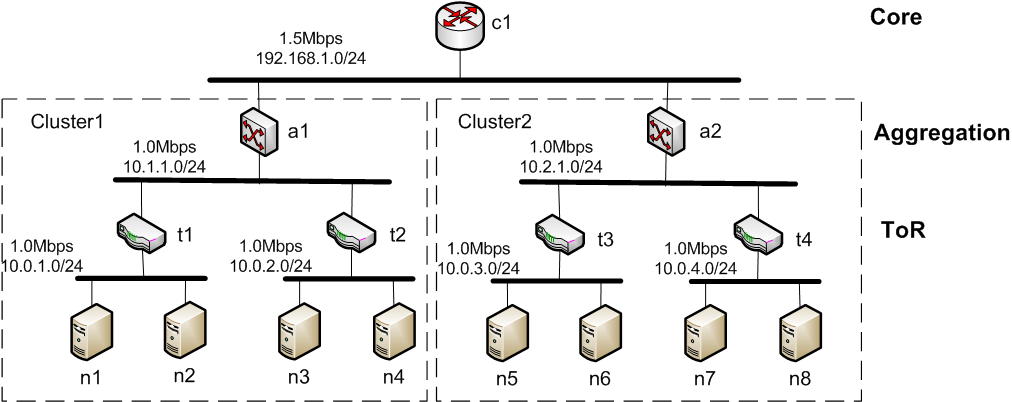 Core
c1
1.5Mbps
192.168.1.0/24
Cluster1
a1
Cluster2
a2
Aggregation
1.0Mbps
10.1.1.0/24
1.0Mbps
10.2.1.0/24
t1
t2
t3
t4
ToR
1.0Mbps
10.0.1.0/24
1.0Mbps
10.0.2.0/24
1.0Mbps
10.0.3.0/24
1.0Mbps
10.0.4.0/24
n1
n2
n3
n4
n5
n6
n7
n8